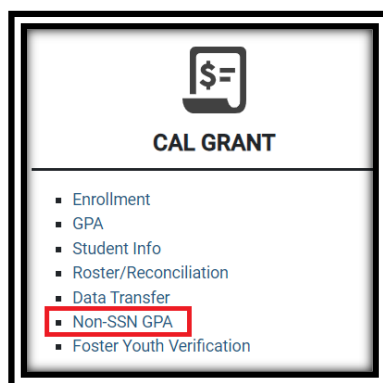 $=
CAL GRANT
Enrollment
GPA
Student Info
Roster/Reconciliation
Data Transfer
Non-SSN GPA
Foster Youth Verification